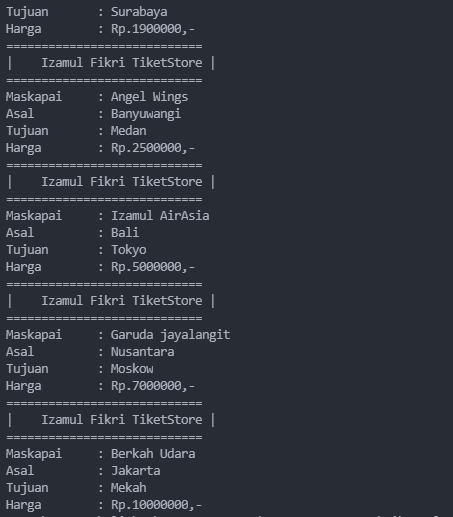 Tujuan : Surabaya
Harga : Rp.1900000,-
============================
| Izamul Fikri TiketStore |
============================
Maskapai : Angel Wings
Asal : Banyuwangi
Tujuan : Medan
Harga : Rp.2500000,-
============================
| Izamul Fikri TiketStore |
============================
Maskapai : Izamul AirAsia
Asal : Bali
Tujuan : Tokyo
Harga : Rp.5000000,-
============================
| Izamul Fikri TiketStore |
============================
Maskapai : Garuda jayalangit
Asal : Nusantara
Tujuan : Moskow
Harga : Rp.7000000,-
============================
| Izamul Fikri TiketStore |
============================
Maskapai : Berkah Udara
Asal : Jakarta
Tujuan : Mekah
Harga : Rp.10000000,-